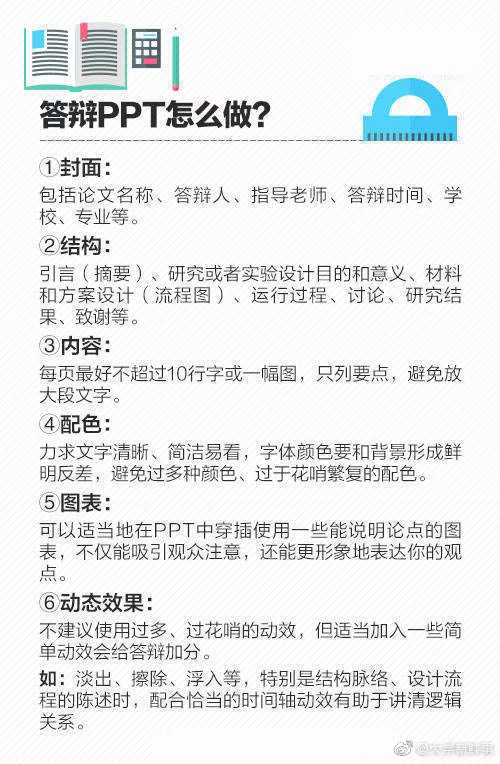 答辩PPT怎么做？
①封面：
包括论文名称、答辩人、指导老师、答辩时间、学
校、专业等。
②结构：
引言（摘要）、研究或者实验设计目的和意义、材料
和方案设计（流程图）、运行过程、讨论、研究结
果、致谢等。
③内容：
每页最好不超过10行字或一幅图，只列要点，避免放
大段文字。
④配色：
力求文字清晰、简洁易看，字体颜色要和背景形成鲜
明反差，避免过多种颜色、过于花哨繁复的配色。
⑤图表：
可以适当地在PPT中穿插使用一些能说明论点的图
表，不仅能吸引观众注意，还能更形象地表达你的观
点。
⑥动态效果：
不建议使用过多、过花哨的动效，但适当加入一些简
单动效会给答辩加分。
如：淡出、擦除、浮入等，特别是结构脉络、设计流
程的陈述时，配合恰当的时间轴动效有助于讲清逻辑
关系。
@大学新鲜事